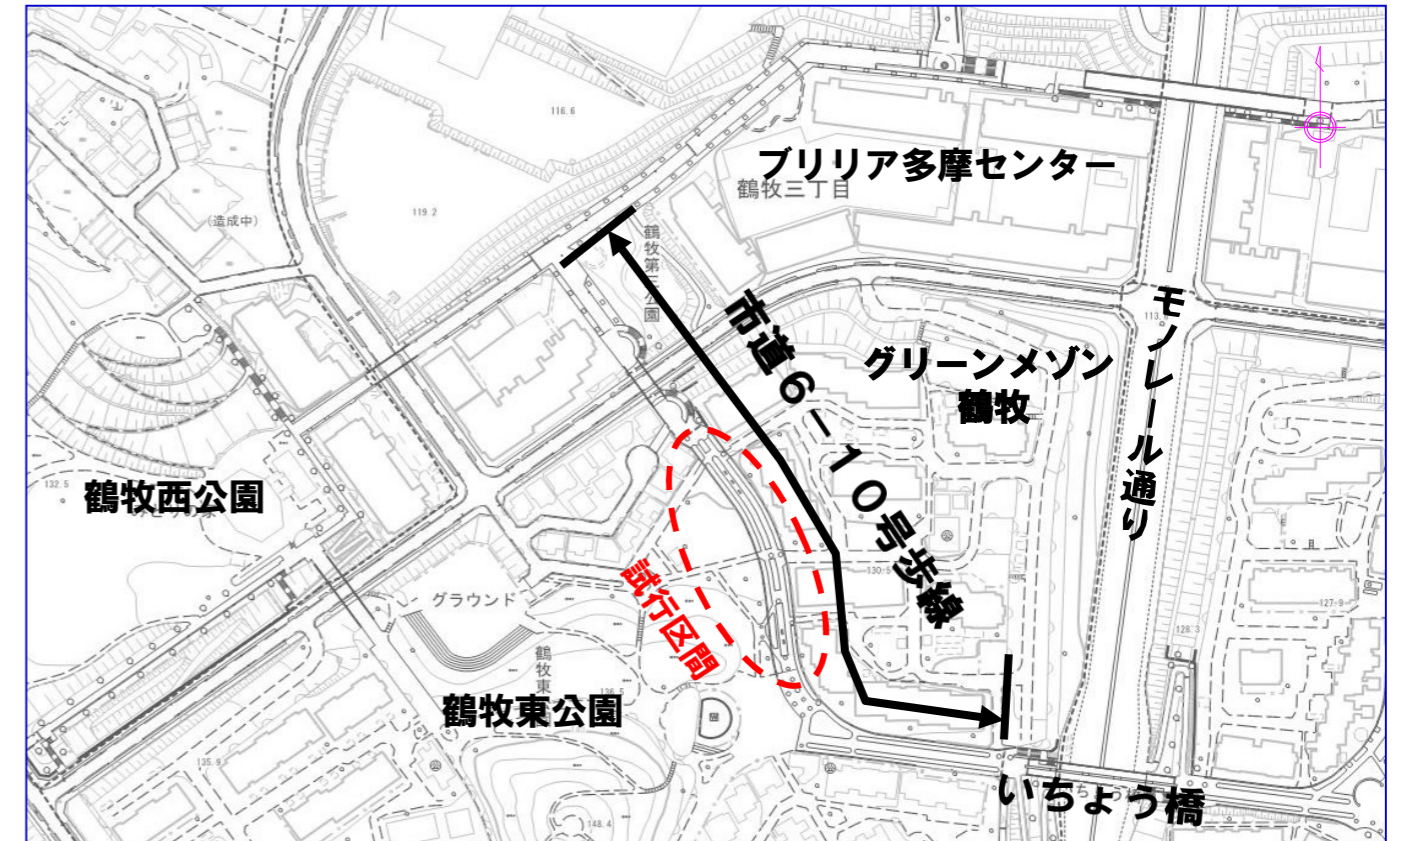 116.6
ブリリア多摩センター
鶴牧三丁目
119.2
(造成中)
鶴牧第三公園
モノレール通り
市道6-10号歩線
グリーンメゾン
鶴牧
132.5
鶴牧西公園
130.5
試行区間
グラウンド
127.9
128.3
鶴牧東
136.5
鶴牧東公園
135.9
いちょう橋
148.4